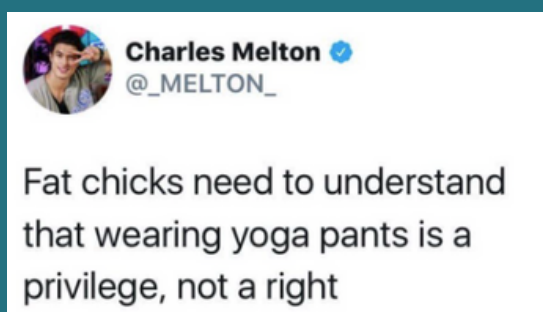 Charles Melton
@_MELTON_
Fat chicks need to understand
that wearing yoga pants is a
privilege, not a right